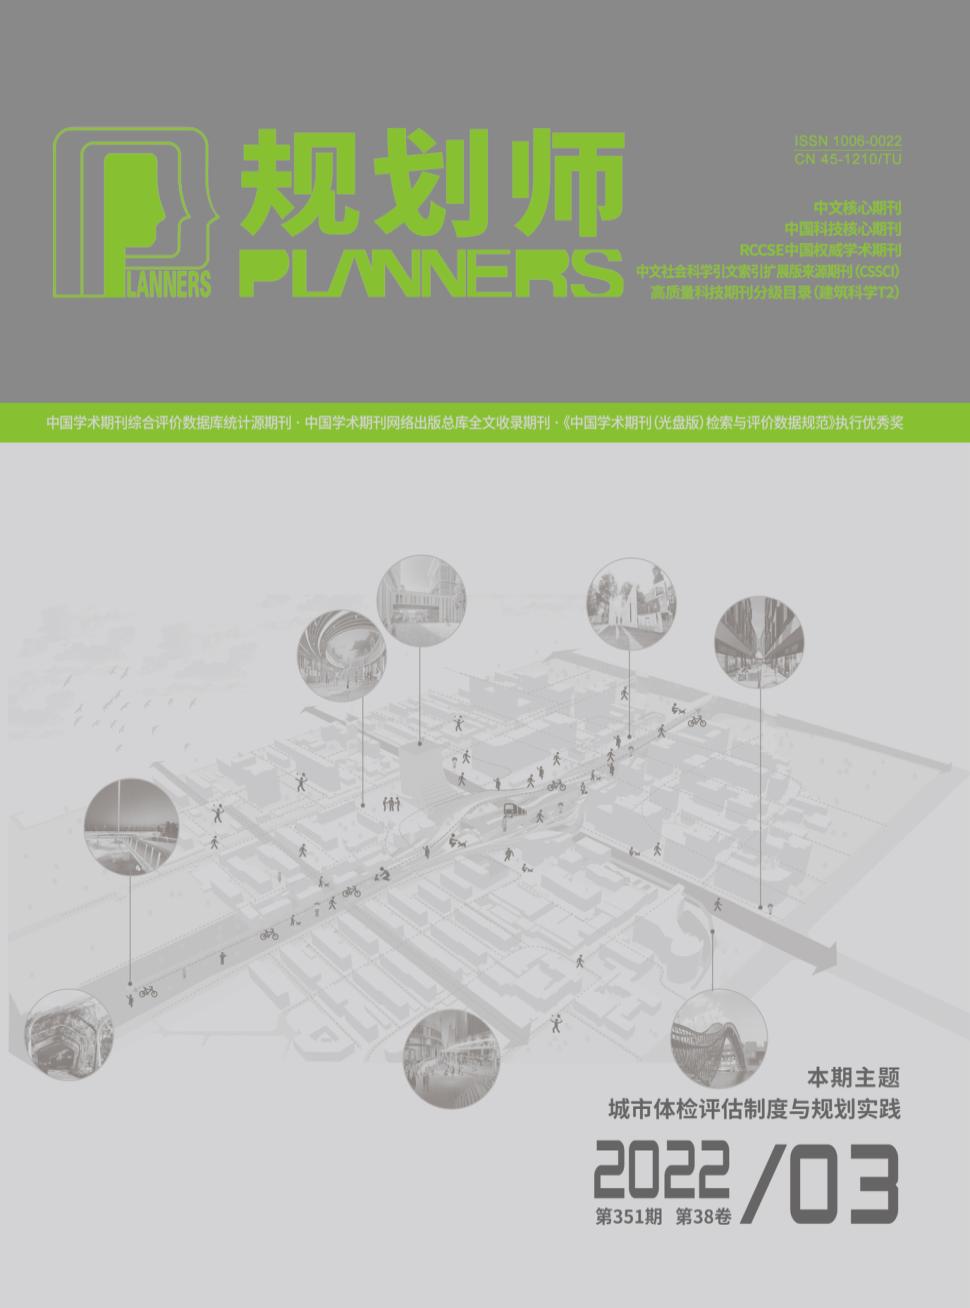 PLANNERS
规划师
PLANNERS
ISSN 1006-0022
CN 45-1210/TU
中文核心期刊
中国科技核心期刊
RCCSE中国权威学术期刊
中文社会科学引文索引扩展版来源期刊(CSSCI)
高质量科技期刊分级目录(建筑科学T2)
中国学术期刊综合评价数据库统计源期刊·中国学术期刊网络出版总库全文收录期刊·《中国学术期刊(光盘版)检索与评价数据规范》执行优秀奖
本期主题
城市体检评估制度与规划实践
2022/03
第351期 第38卷